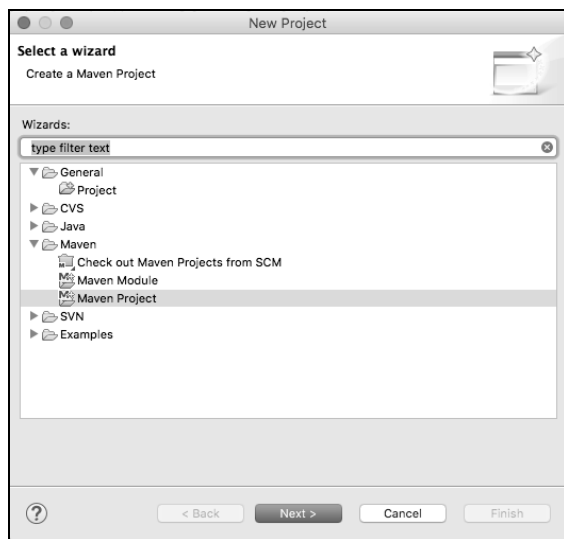 New Project
Select a wizard
Create a Maven Project
Wizards:
type filter text
General
Project
CVS
Java
Maven
Check out Maven Projects from SCM
Maven Module
Maven Project
SVN
Examples
? < Back Next > Cancel Finish